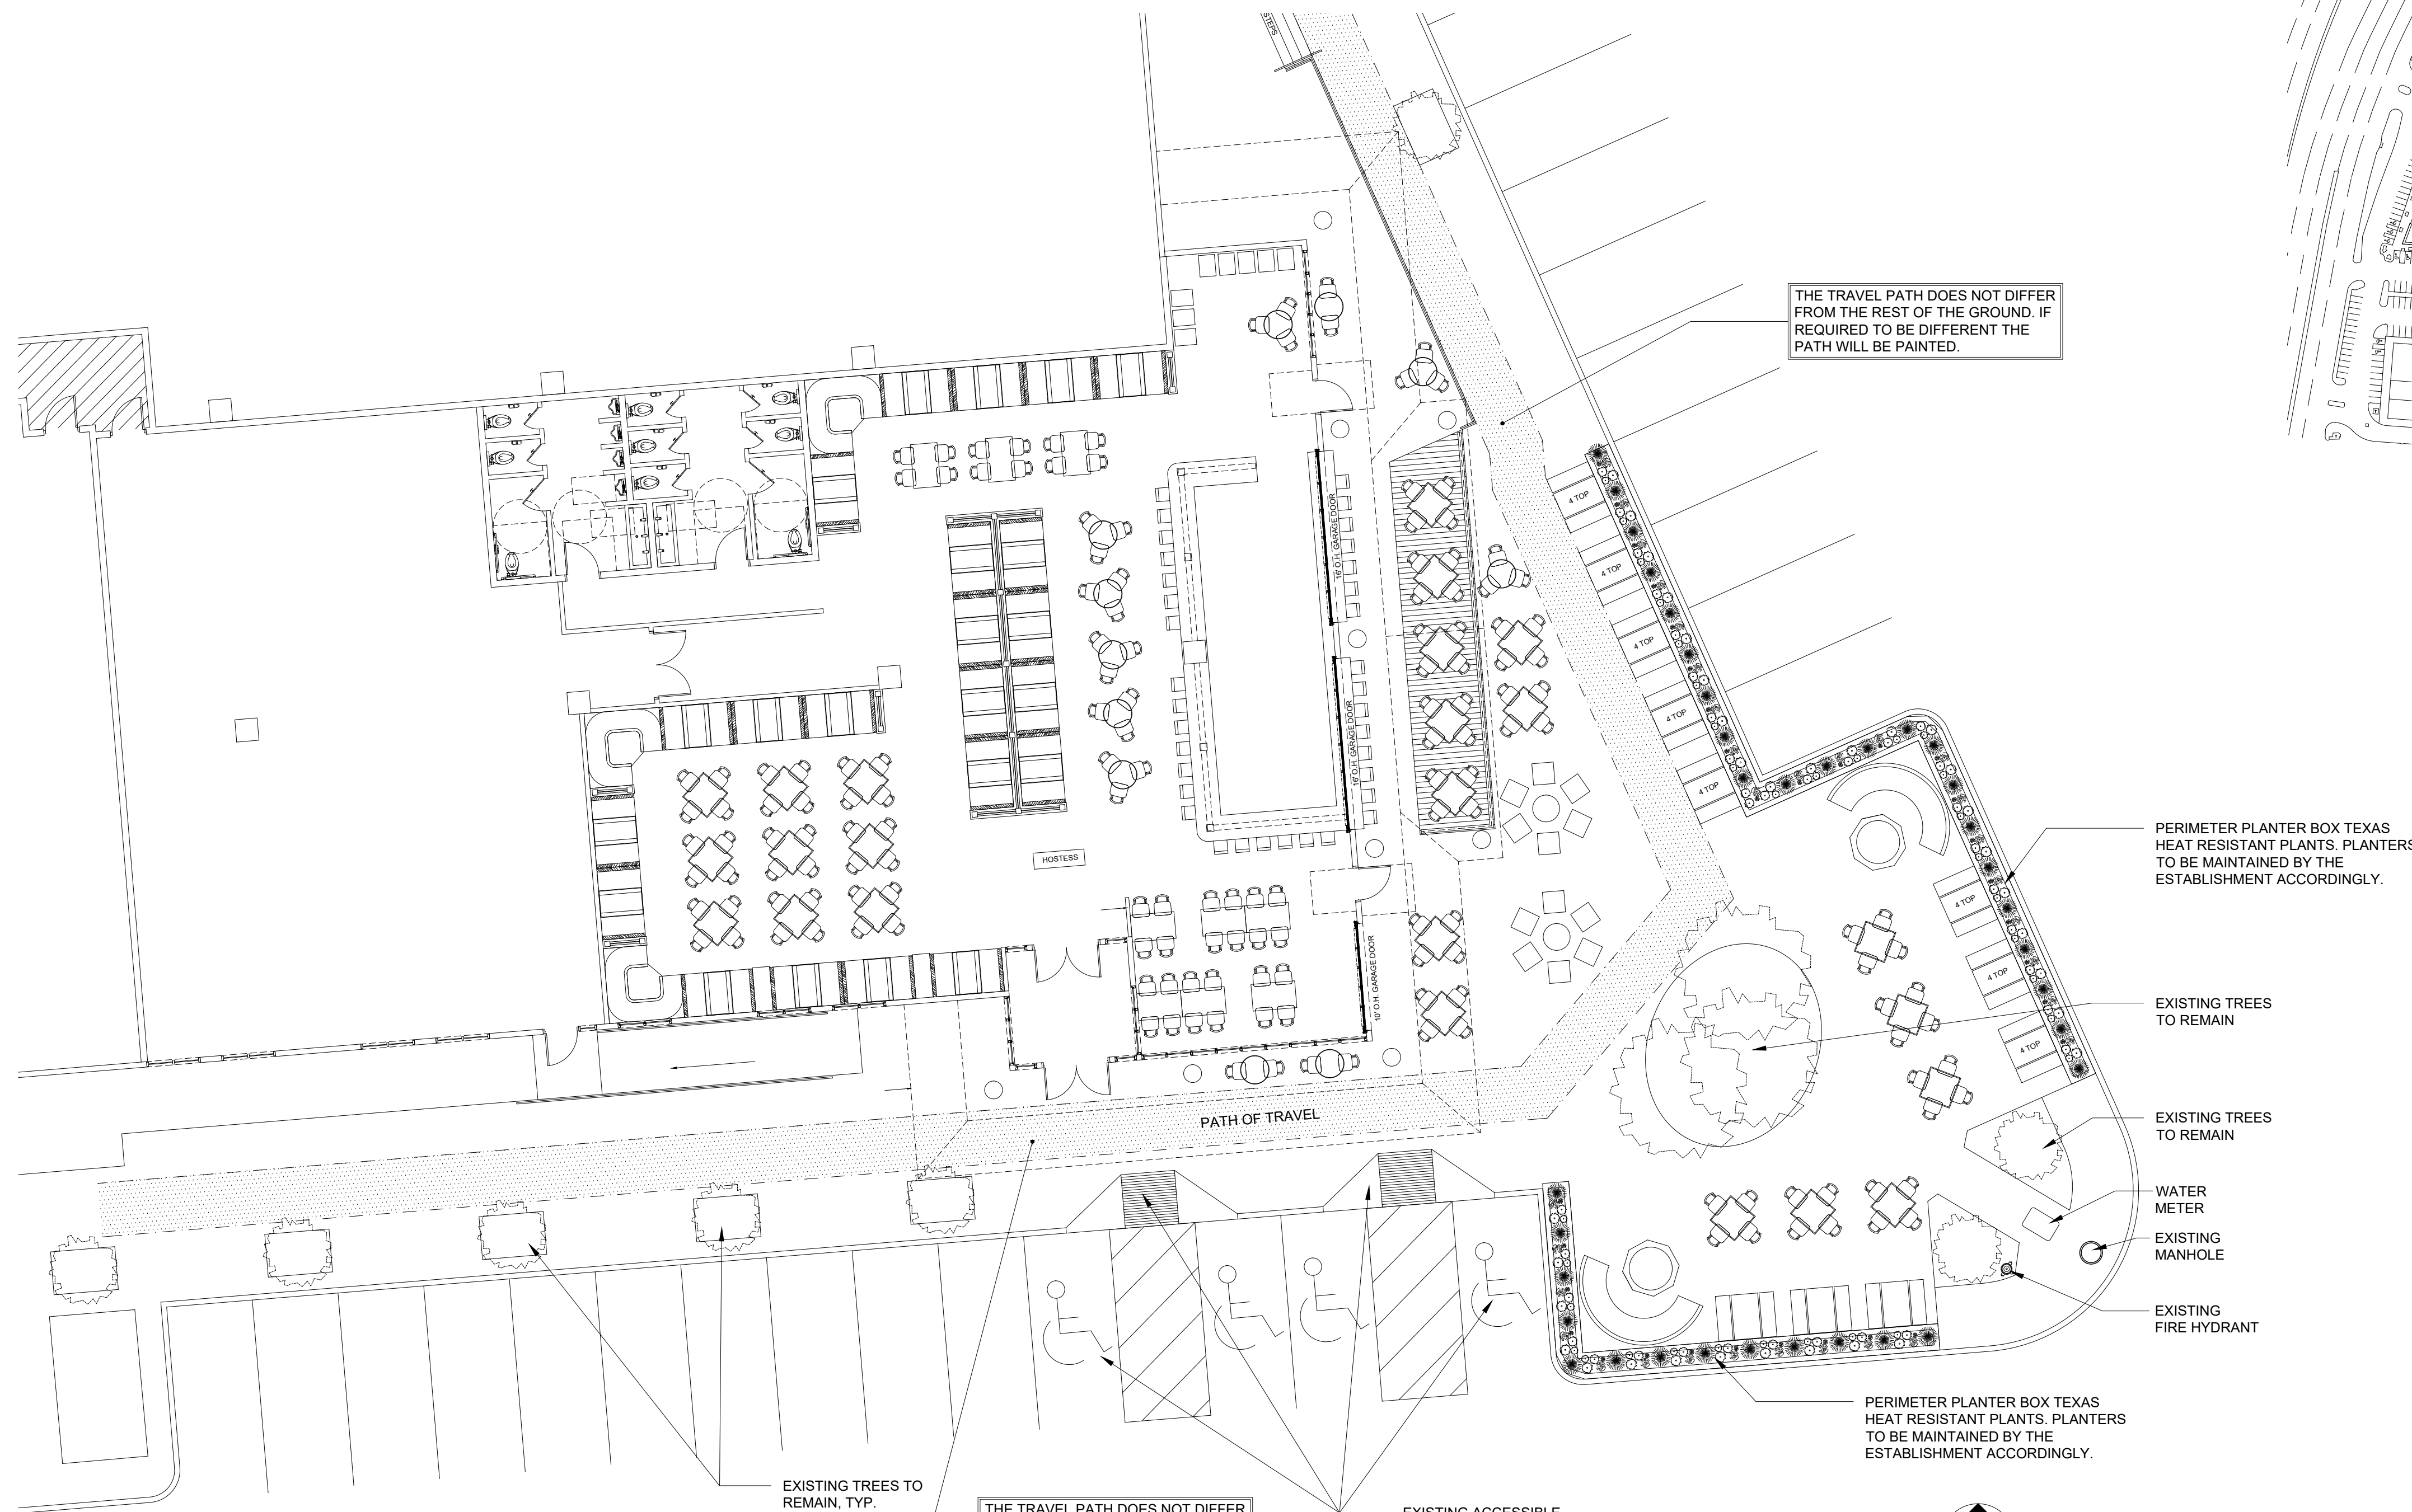 STEPS
THE TRAVEL PATH DOES NOT DIFFER
FROM THE REST OF THE GROUND. IF
REQUIRED TO BE DIFFERENT THE
PATH WILL BE PAINTED.
16' O.H. GARAGE DOOR
4 TOP
4 TOP
4 TOP
4 TOP
4 TOP
16' O.H. GARAGE DOOR
HOSTESS
PERIMETER PLANTER BOX TEXAS
HEAT RESISTANT PLANTS. PLANTERS
TO BE MAINTAINED BY THE
ESTABLISHMENT ACCORDINGLY.
4 TOP
4 TOP
4 TOP
10' O.H. GARAGE DOOR
EXISTING TREES
TO REMAIN
PATH OF TRAVEL
EXISTING TREES
TO REMAIN
WATER
METER
EXISTING
MANHOLE
EXISTING
FIRE HYDRANT
PERIMETER PLANTER BOX TEXAS
HEAT RESISTANT PLANTS. PLANTERS
TO BE MAINTAINED BY THE
ESTABLISHMENT ACCORDINGLY.
EXISTING TREES TO
REMAIN, TYP.
THE TRAVEL PATH DOES NOT DIFFER
EXISTING ACCESSIBLE